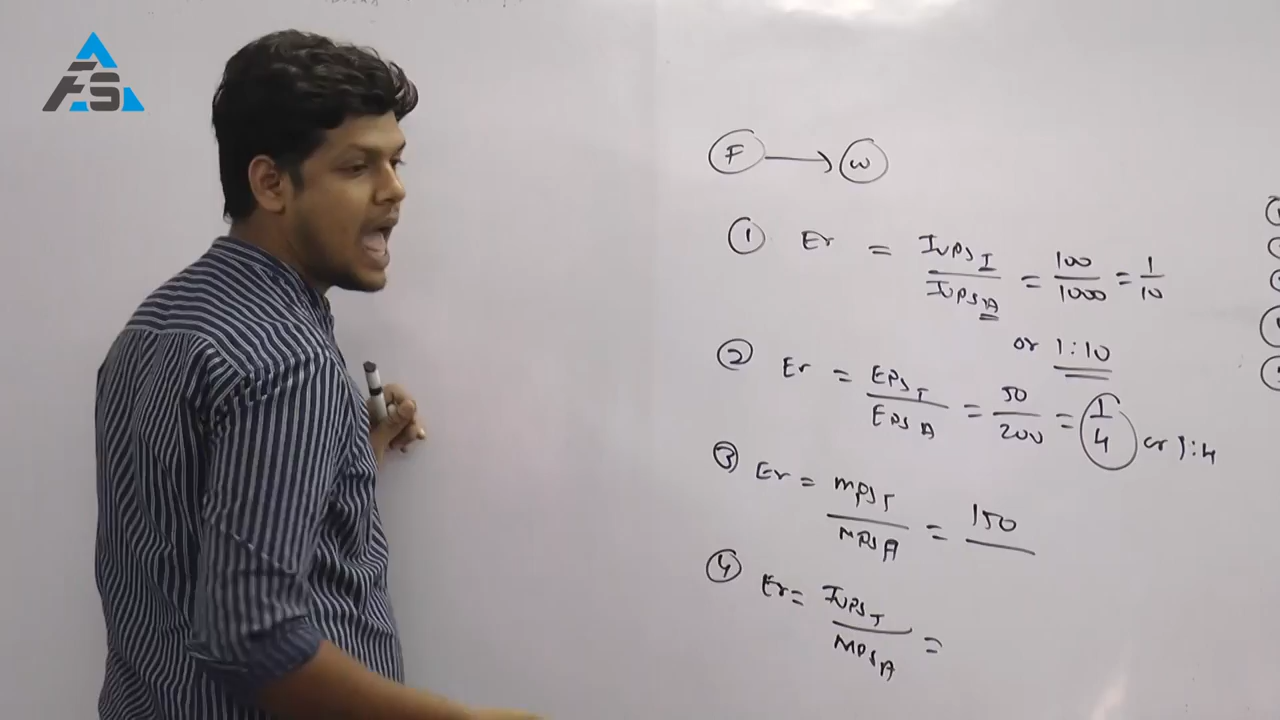 FS
F → W
① Er = IVPS_I / IVPS_A = 100 / 1000 = 1 / 10
or 1:10
② Er = EPS_T / EPS_A = 50 / 200 = 1 / 4 or 1:4
③ Er = MPS_T / MPS_A = 150
④ Er = IVPS_T / MPS_A =